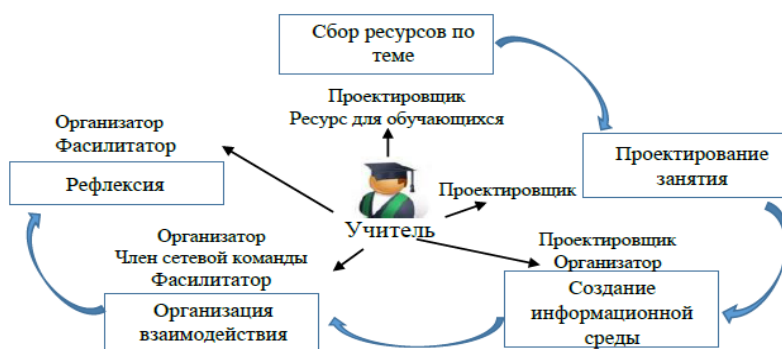 Сбор ресурсов по
теме
Проектировщик
Ресурс для обучающихся
Организатор
Фасилитатор
Рефлексия
Проектирование
занятия
Проектировщик
Учитель
Организатор
Член сетевой команды
Фасилитатор
Организация
взаимодействия
Проектировщик
Организатор
Создание
информационной
среды